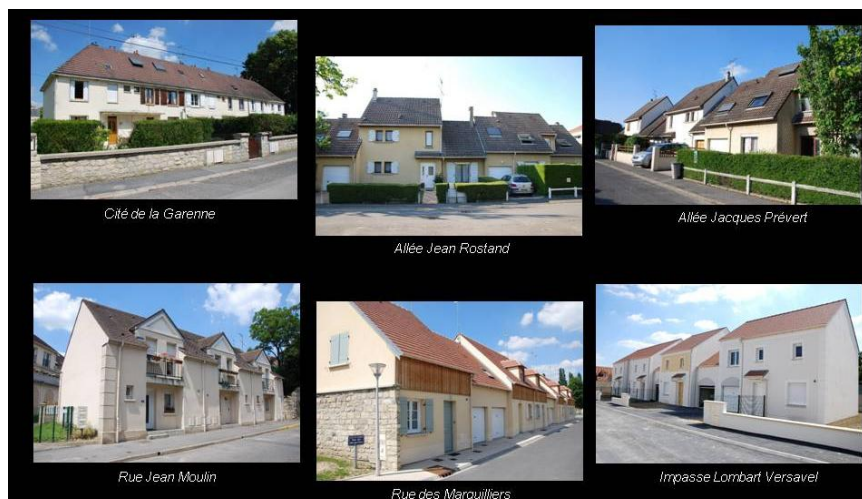 Cité de la Garenne
Allée Jean Rostand
Allée Jacques Prévert
Rue Jean Moulin
Rue des Marguilliers
Impasse Lombart Versavel